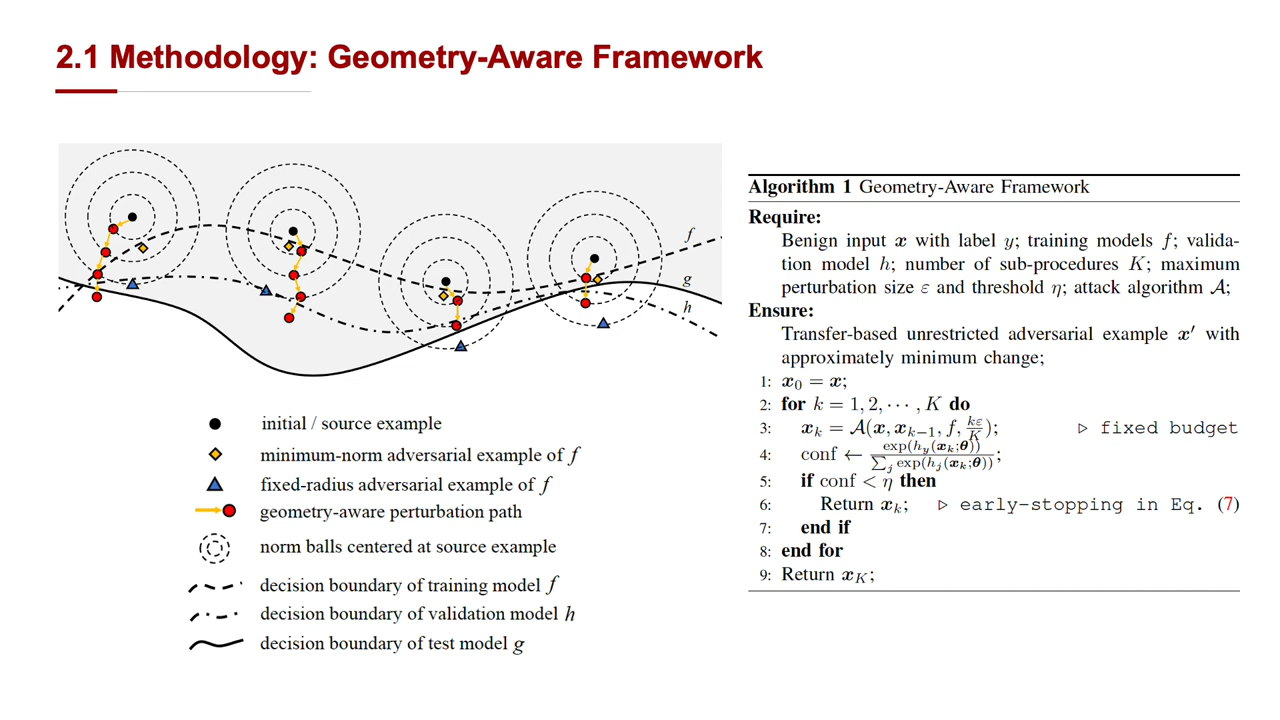 2.1 Methodology: Geometry-Aware Framework
f
g
h
initial / source example
minimum-norm adversarial example of f
fixed-radius adversarial example of f
geometry-aware perturbation path
norm balls centered at source example
decision boundary of training model f
decision boundary of validation model h
decision boundary of test model g
Algorithm 1 Geometry-Aware Framework
Require:
Benign input x with label y; training models f; valida-
tion model h; number of sub-procedures K; maximum
perturbation size ε and threshold η; attack algorithm A;
Ensure:
Transfer-based unrestricted adversarial example x′ with
approximately minimum change;
1: x₀ = x;
2: for k = 1, 2, ⋯ , K do
3: xₖ = A(x, xₖ₋₁, f, kε/K); ▷ fixed budget
4: conf ← exp(h_y(xₖ;θ)) / ∑_j exp(h_j(xₖ;θ));
5: if conf < η then
6: Return xₖ; ▷ early-stopping in Eq. (7)
7: end if
8: end for
9: Return x_K;